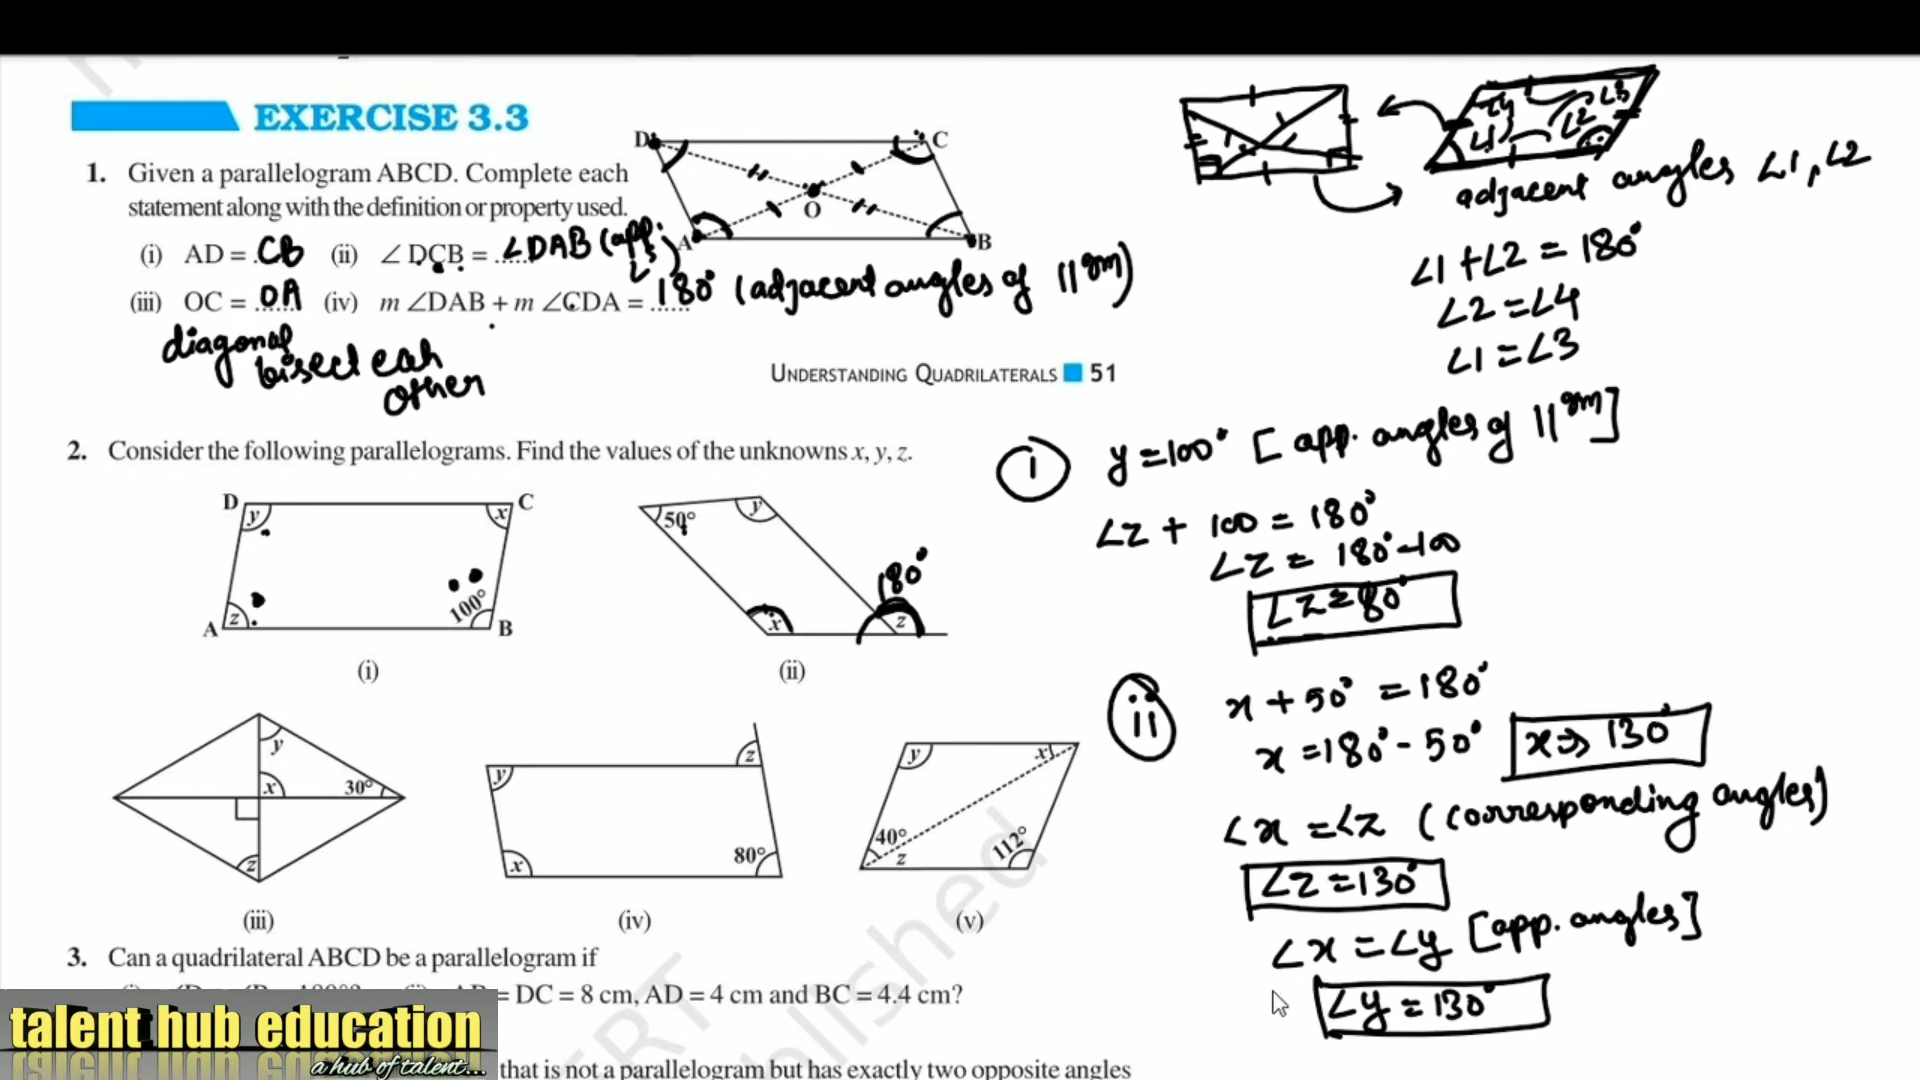 EXERCISE 3.3
1. Given a parallelogram ABCD. Complete each
statement along with the definition or property used.
(i) AD = CB (ii) ∠DCB = ∠DAB (opp. ∠s)
(iii) OC = OA (iv) m ∠DAB + m ∠CDA = 180° (adjacent angles of ||gm)
diagonal
bisect each
other
D C
O
A B
UNDERSTANDING QUADRILATERALS 51
2. Consider the following parallelograms. Find the values of the unknowns x, y, z.
D y x C
A z 100° B
(i)
50° y
x 180° z
(ii)
y
x 30°
z
(iii)
y z
x 80°
(iv)
y x
40° z 112°
(v)
3. Can a quadrilateral ABCD be a parallelogram if
= DC = 8 cm, AD = 4 cm and BC = 4.4 cm?
that is not a parallelogram but has exactly two opposite angles
∠4 ∠3
∠1 ∠2
adjacent angles ∠1, ∠2
∠1 + ∠2 = 180°
∠2 = ∠4
∠1 = ∠3
i y = 100° [opp. angles of ||gm]
∠z + 100 = 180°
∠z = 180° - 100
∠z = 80°
ii x + 50° = 180°
x = 180° - 50° x ⇒ 130°
∠x = ∠z (corresponding angles)
∠z = 130°
∠x = ∠y [opp. angles]
∠y = 130°
talent hub education
a hub of talent...